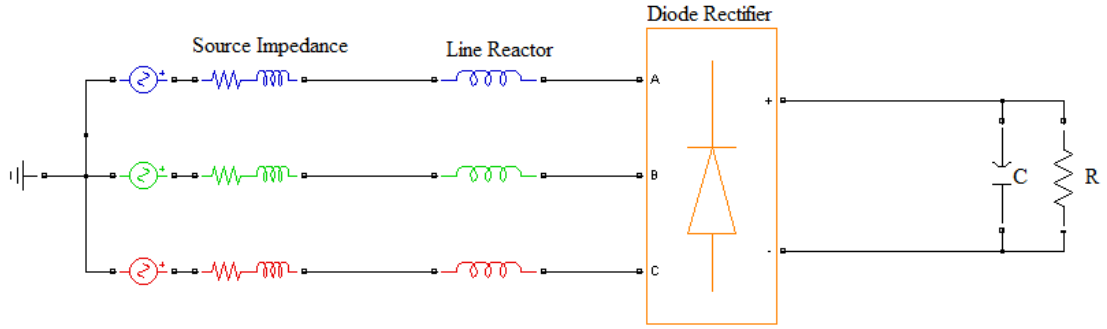 Diode Rectifier
Source Impedance
Line Reactor
A
+
B
C
R
-
C